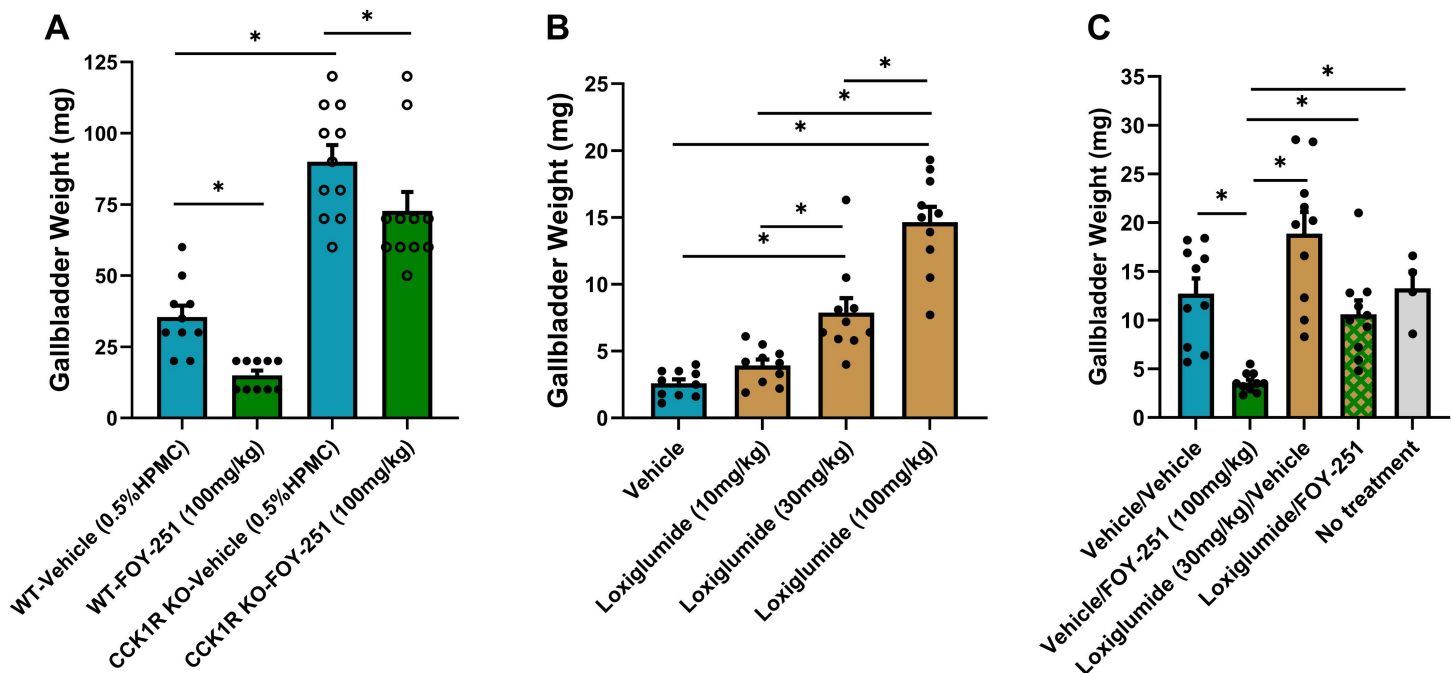 A
Gallbladder Weight (mg)
125
100
75
50
25
0
*
*
*
WT-Vehicle (0.5%HPMC)
WT-FOY-251 (100mg/kg)
CCK1R KO-Vehicle (0.5%HPMC)
CCK1R KO-FOY-251 (100mg/kg)
B
Gallbladder Weight (mg)
25
20
15
10
5
0
*
*
*
*
*
Vehicle
Loxiglumide (10mg/kg)
Loxiglumide (30mg/kg)
Loxiglumide (100mg/kg)
C
Gallbladder Weight (mg)
35
30
25
20
15
10
5
0
*
*
*
*
Vehicle/Vehicle
Vehicle/FOY-251 (100mg/kg)
Loxiglumide (30mg/kg)/Vehicle
Loxiglumide/FOY-251
No treatment